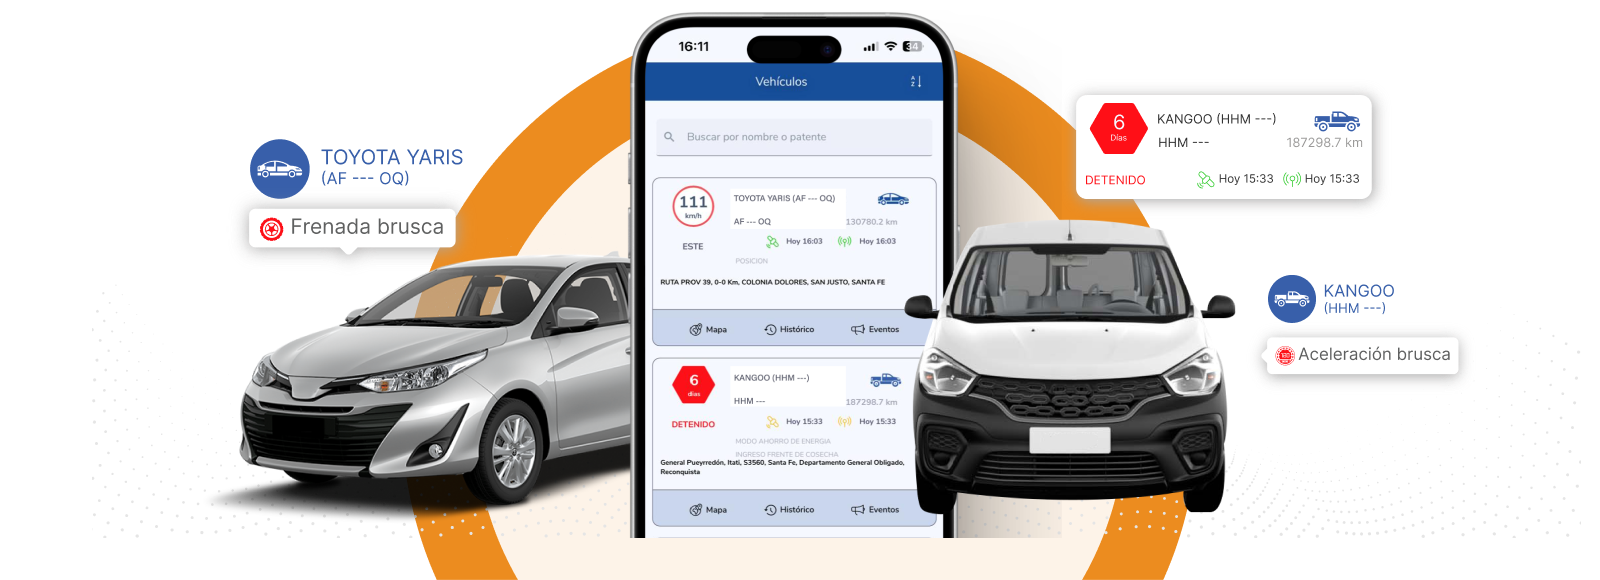 TOYOTA YARIS
(AF --- OQ)
Frenada brusca
16:11
34
Vehículos
A
Z
Buscar por nombre o patente
111
km/h
ESTE
TOYOTA YARIS (AF --- OQ)
AF --- OQ
130780.2 km
Hoy 16:03
Hoy 16:03
POSICION
RUTA PROV 39, 0-0 Km, COLONIA DOLORES, SAN JUSTO, SANTA FE
Mapa
Histórico
Eventos
6
días
DETENIDO
KANGOO (HHM ---)
HHM ---
187298.7 km
Hoy 15:33
Hoy 15:33
MODO AHORRO DE ENERGIA
INGRESO FRENTE DE COSECHA
General Pueyrredón, Itati, S3560, Santa Fe, Departamento General Obligado,
Reconquista
Mapa
Histórico
Eventos
6
Días
KANGOO (HHM ---)
HHM ---
187298.7 km
DETENIDO
Hoy 15:33
Hoy 15:33
KANGOO
(HHM ---)
Aceleración brusca